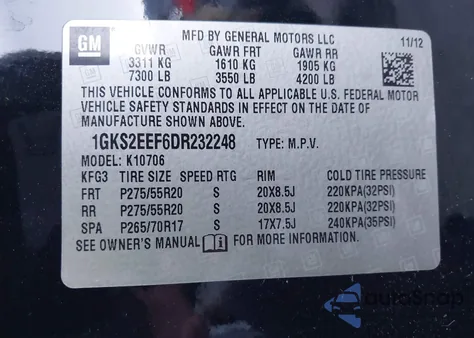 GM MFD BY GENERAL MOTORS LLC 11/12
GVWR GAWR FRT GAWR RR
3311 KG 1610 KG 1905 KG
7300 LB 3550 LB 4200 LB
THIS VEHICLE CONFORMS TO ALL APPLICABLE U.S. FEDERAL MOTOR
VEHICLE SAFETY STANDARDS IN EFFECT ON THE DATE OF
MANUFACTURE SHOWN ABOVE.
1GKS2EEF6DR232248 TYPE: M.P.V.
MODEL: K10706
KFG3 TIRE SIZE SPEED RTG RIM COLD TIRE PRESSURE
FRT P275/55R20 S 20X8.5J 220KPA(32PSI)
RR P275/55R20 S 20X8.5J 220KPA(32PSI)
SPA P265/70R17 S 17X7.5J 240KPA(35PSI)
SEE OWNER'S MANUAL FOR MORE INFORMATION.
autoSnap